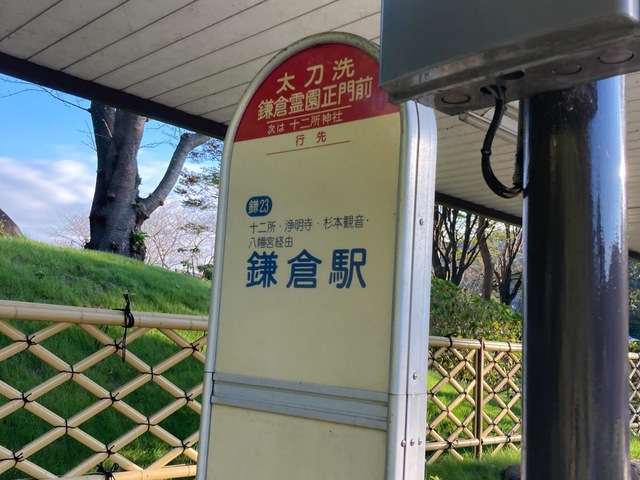 太刀洗
鎌倉霊園正門前
次は 十二所神社
行先
鎌23
十二所・浄明寺・杉本観音・
八幡宮経由
鎌倉駅